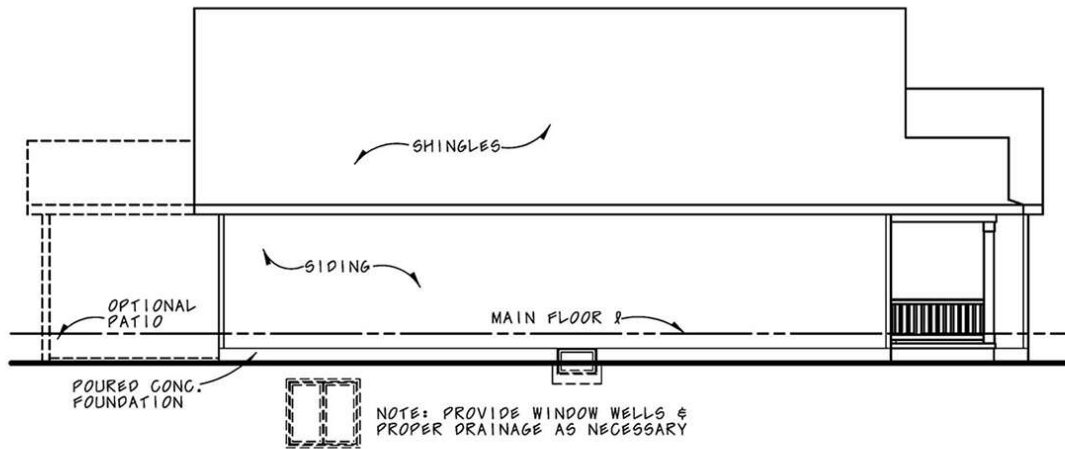 SHINGLES
SIDING
OPTIONAL
PATIO
MAIN FLOOR
POURED CONC.
FOUNDATION
NOTE: PROVIDE WINDOW WELLS &
PROPER DRAINAGE AS NECESSARY